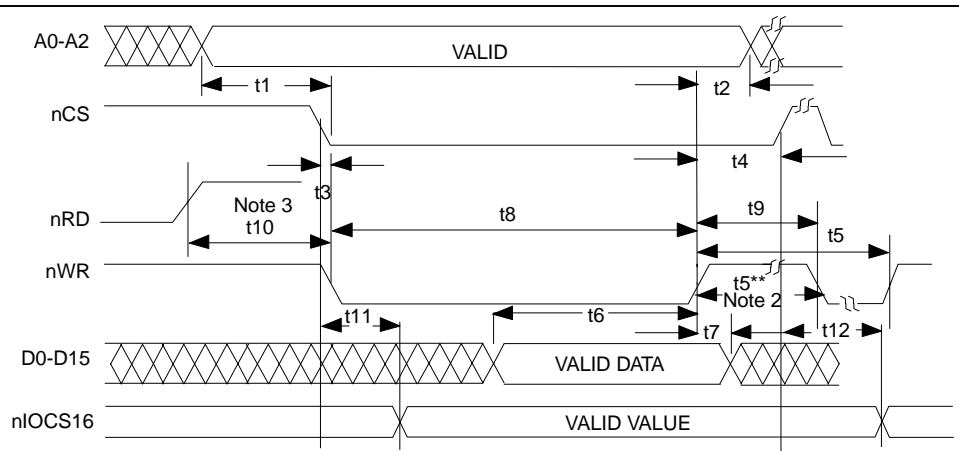 A0-A2
VALID
t1
t2
nCS
t3
t4
nRD
Note 3
t10
t8
t9
t5
nWR
t5**
Note 2
t11
t6
t7
t12
D0-D15
VALID DATA
nIOCS16
VALID VALUE